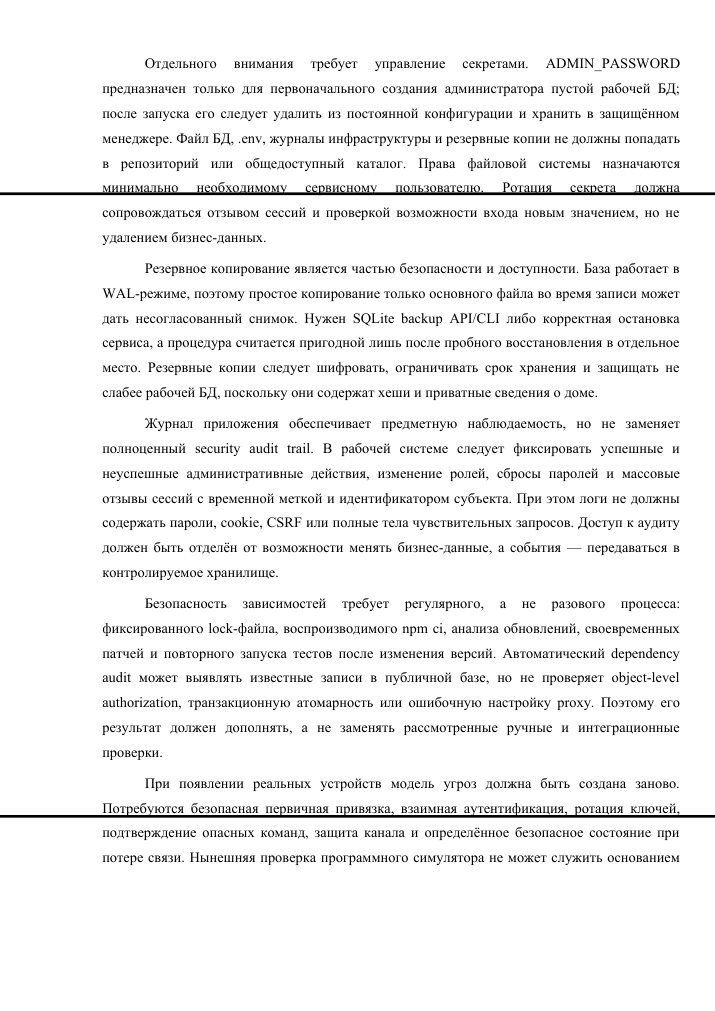 Отдельного внимания требует управление секретами. ADMIN_PASSWORD
предназначен только для первоначального создания администратора пустой рабочей БД;
после запуска его следует удалить из постоянной конфигурации и хранить в защищённом
менеджере. Файл БД, .env, журналы инфраструктуры и резервные копии не должны попадать
в репозиторий или общедоступный каталог. Права файловой системы назначаются
минимально необходимому сервисному пользователю. Ротация секрета должна
сопровождаться отзывом сессий и проверкой возможности входа новым значением, но не
удалением бизнес-данных.
Резервное копирование является частью безопасности и доступности. База работает в
WAL-режиме, поэтому простое копирование только основного файла во время записи может
дать несогласованный снимок. Нужен SQLite backup API/CLI либо корректная остановка
сервиса, а процедура считается пригодной лишь после пробного восстановления в отдельное
место. Резервные копии следует шифровать, ограничивать срок хранения и защищать не
слабее рабочей БД, поскольку они содержат хеши и приватные сведения о доме.
Журнал приложения обеспечивает предметную наблюдаемость, но не заменяет
полноценный security audit trail. В рабочей системе следует фиксировать успешные и
неуспешные административные действия, изменение ролей, сбросы паролей и массовые
отзывы сессий с временной меткой и идентификатором субъекта. При этом логи не должны
содержать пароли, cookie, CSRF или полные тела чувствительных запросов. Доступ к аудиту
должен быть отделён от возможности менять бизнес-данные, а события — передаваться в
контролируемое хранилище.
Безопасность зависимостей требует регулярного, а не разового процесса:
фиксированного lock-файла, воспроизводимого npm ci, анализа обновлений, своевременных
патчей и повторного запуска тестов после изменения версий. Автоматический dependency
audit может выявлять известные записи в публичной базе, но не проверяет object-level
authorization, транзакционную атомарность или ошибочную настройку proxy. Поэтому его
результат должен дополнять, а не заменять рассмотренные ручные и интеграционные
проверки.
При появлении реальных устройств модель угроз должна быть создана заново.
Потребуются безопасная первичная привязка, взаимная аутентификация, ротация ключей,
подтверждение опасных команд, защита канала и определённое безопасное состояние при
потере связи. Нынешняя проверка программного симулятора не может служить основанием